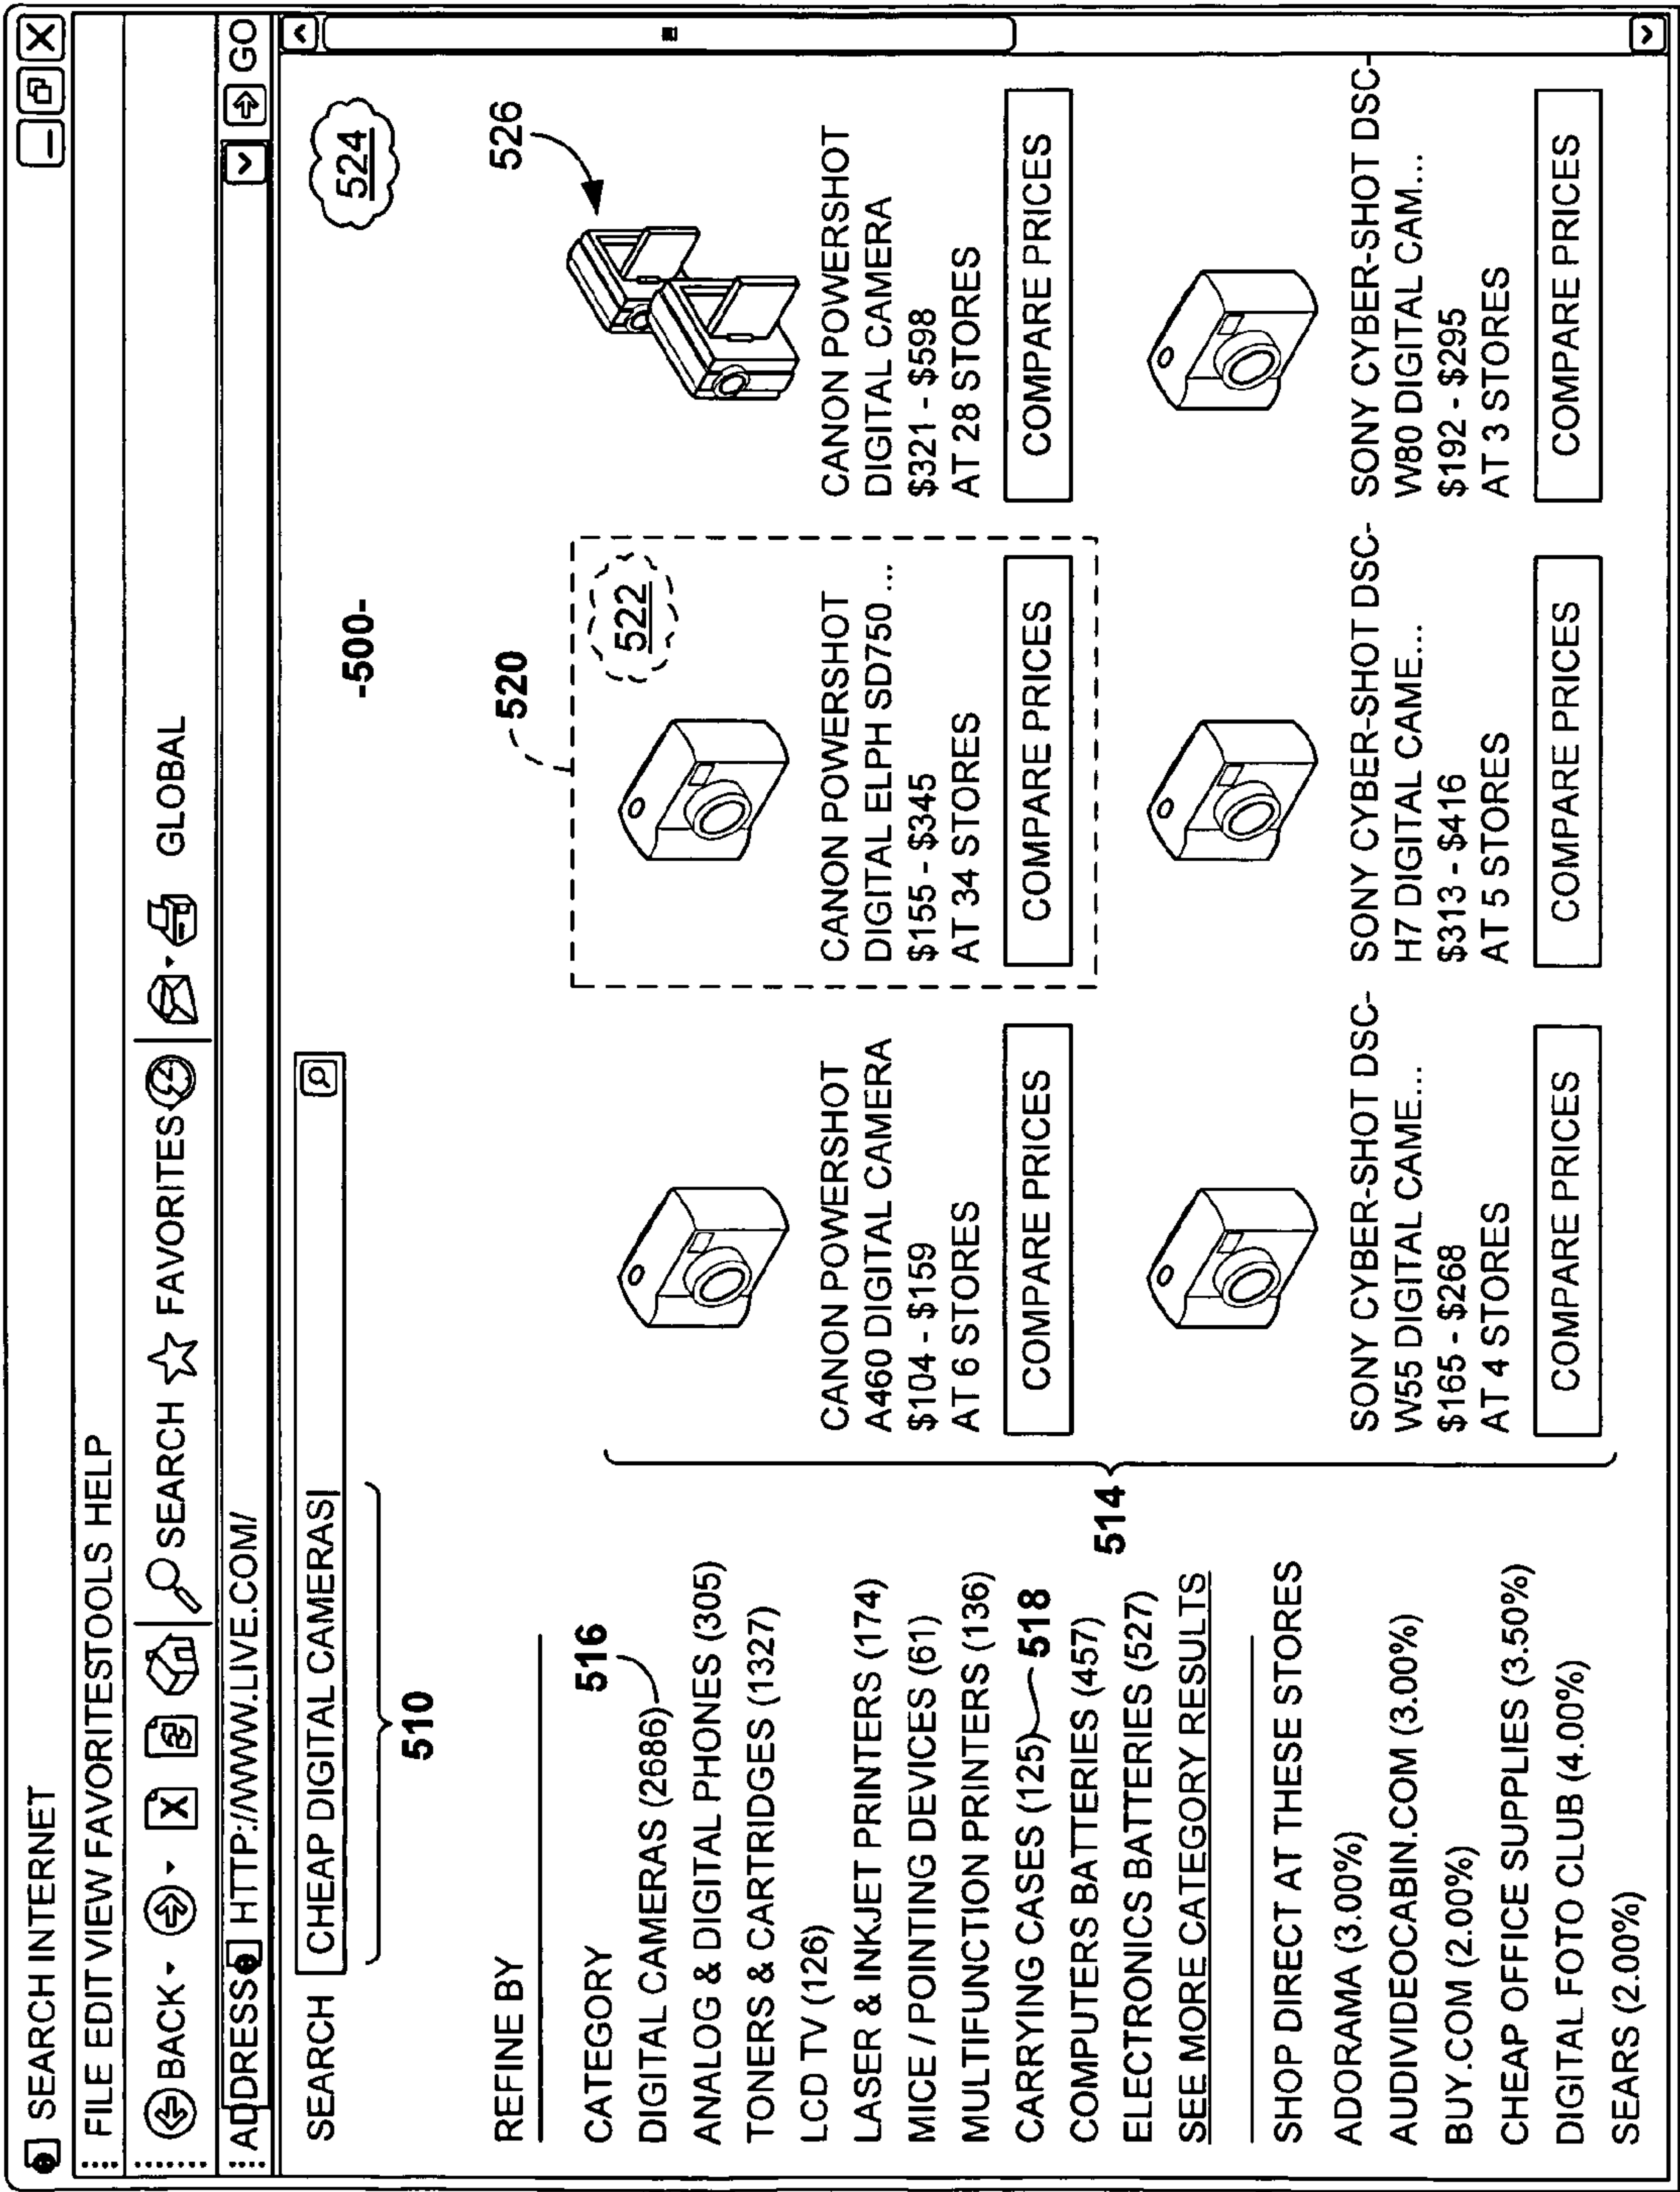 SEARCH INTERNET
FILE EDIT VIEW FAVORITESTOOLS HELP
BACK SEARCH FAVORITES GLOBAL
ADDRESS HTTP://WWW.LIVE.COM/ GO
SEARCH CHEAP DIGITAL CAMERAS|
510
-500-
524
REFINE BY
CATEGORY
516
DIGITAL CAMERAS (2686)
ANALOG & DIGITAL PHONES (305)
TONERS & CARTRIDGES (1327)
LCD TV (126)
LASER & INKJET PRINTERS (174)
MICE / POINTING DEVICES (61)
MULTIFUNCTION PRINTERS (136)
CARRYING CASES (125) 518
COMPUTERS BATTERIES (457)
ELECTRONICS BATTERIES (527)
SEE MORE CATEGORY RESULTS
SHOP DIRECT AT THESE STORES
ADORAMA (3.00%)
AUDIVIDEOCABIN.COM (3.00%)
BUY.COM (2.00%)
CHEAP OFFICE SUPPLIES (3.50%)
DIGITAL FOTO CLUB (4.00%)
SEARS (2.00%)
514
CANON POWERSHOT
A460 DIGITAL CAMERA
$104 - $159
AT 6 STORES
COMPARE PRICES
520
522
CANON POWERSHOT
DIGITAL ELPH SD750 ...
$155 - $345
AT 34 STORES
COMPARE PRICES
526
CANON POWERSHOT
DIGITAL CAMERA
$321 - $598
AT 28 STORES
COMPARE PRICES
SONY CYBER-SHOT DSC-
W55 DIGITAL CAME...
$165 - $268
AT 4 STORES
COMPARE PRICES
SONY CYBER-SHOT DSC-
H7 DIGITAL CAME...
$313 - $416
AT 5 STORES
COMPARE PRICES
SONY CYBER-SHOT DSC-
W80 DIGITAL CAM...
$192 - $295
AT 3 STORES
COMPARE PRICES